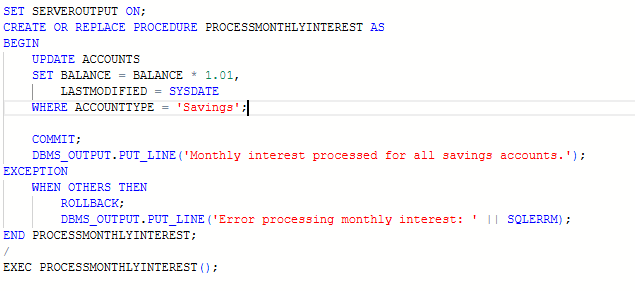 SET SERVEROUTPUT ON;
CREATE OR REPLACE PROCEDURE PROCESSMONTHLYINTEREST AS
BEGIN
    UPDATE ACCOUNTS
    SET BALANCE = BALANCE * 1.01,
        LASTMODIFIED = SYSDATE
    WHERE ACCOUNTTYPE = 'Savings';
    COMMIT;
    DBMS_OUTPUT.PUT_LINE('Monthly interest processed for all savings accounts.');
EXCEPTION
    WHEN OTHERS THEN
        ROLLBACK;
        DBMS_OUTPUT.PUT_LINE('Error processing monthly interest: ' || SQLERRM);
END PROCESSMONTHLYINTEREST;
/
EXEC PROCESSMONTHLYINTEREST();